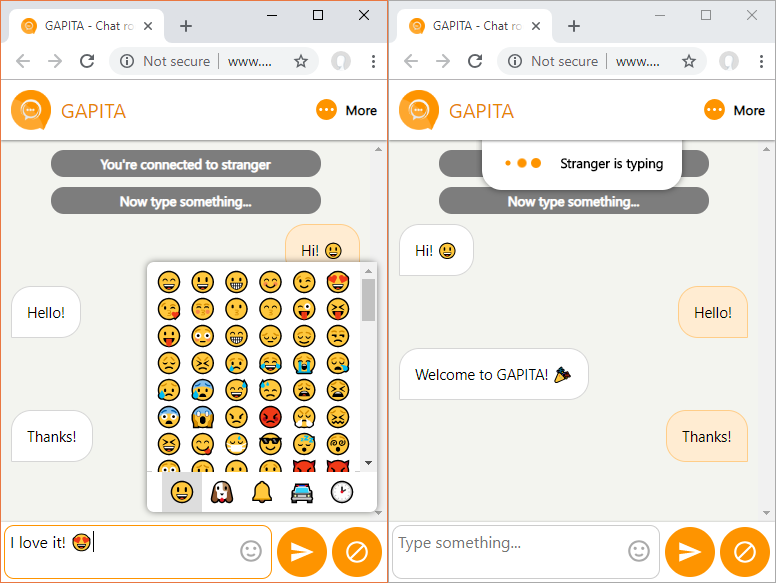 GAPITA - Chat ro
Not secure | www....
GAPITA
More
You're connected to stranger
Now type something...
Hi! 😃
Hello!
Thanks!
I love it! 😍
GAPITA - Chat ro
Not secure | www....
GAPITA
More
Stranger is typing
Now type something...
Hi! 😃
Hello!
Welcome to GAPITA! 🎉
Thanks!
Type something...